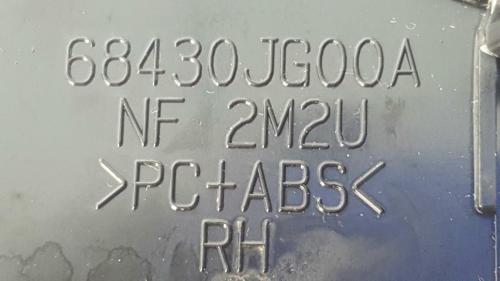 68430JG00A
NF 2M2U
>PC+ABS<
RH